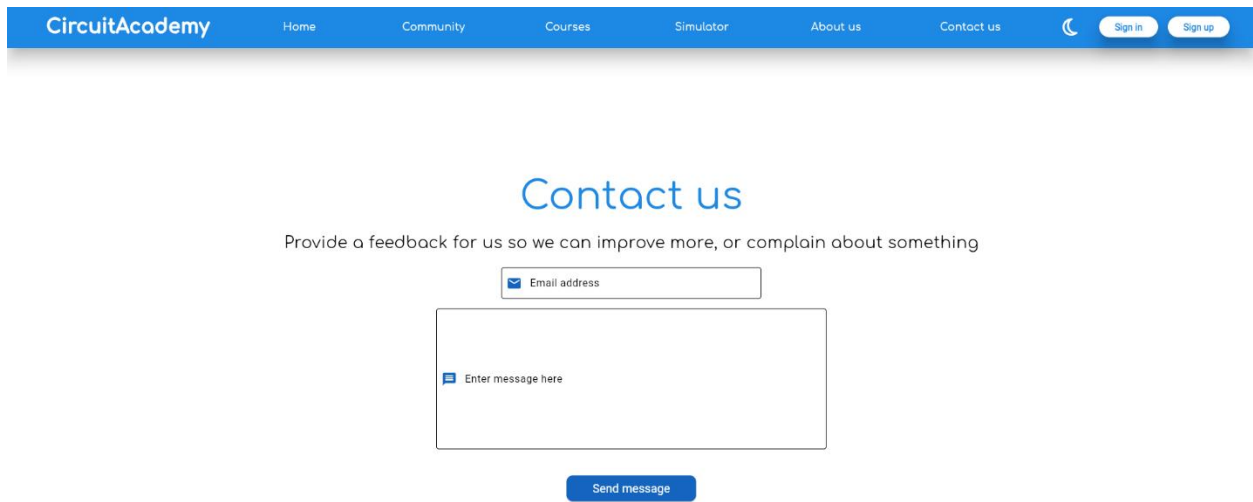 CircuitAcademy Home Community Courses Simulator About us Contact us Sign in Sign up
Contact us
Provide a feedback for us so we can improve more, or complain about something
Email address
Enter message here
Send message